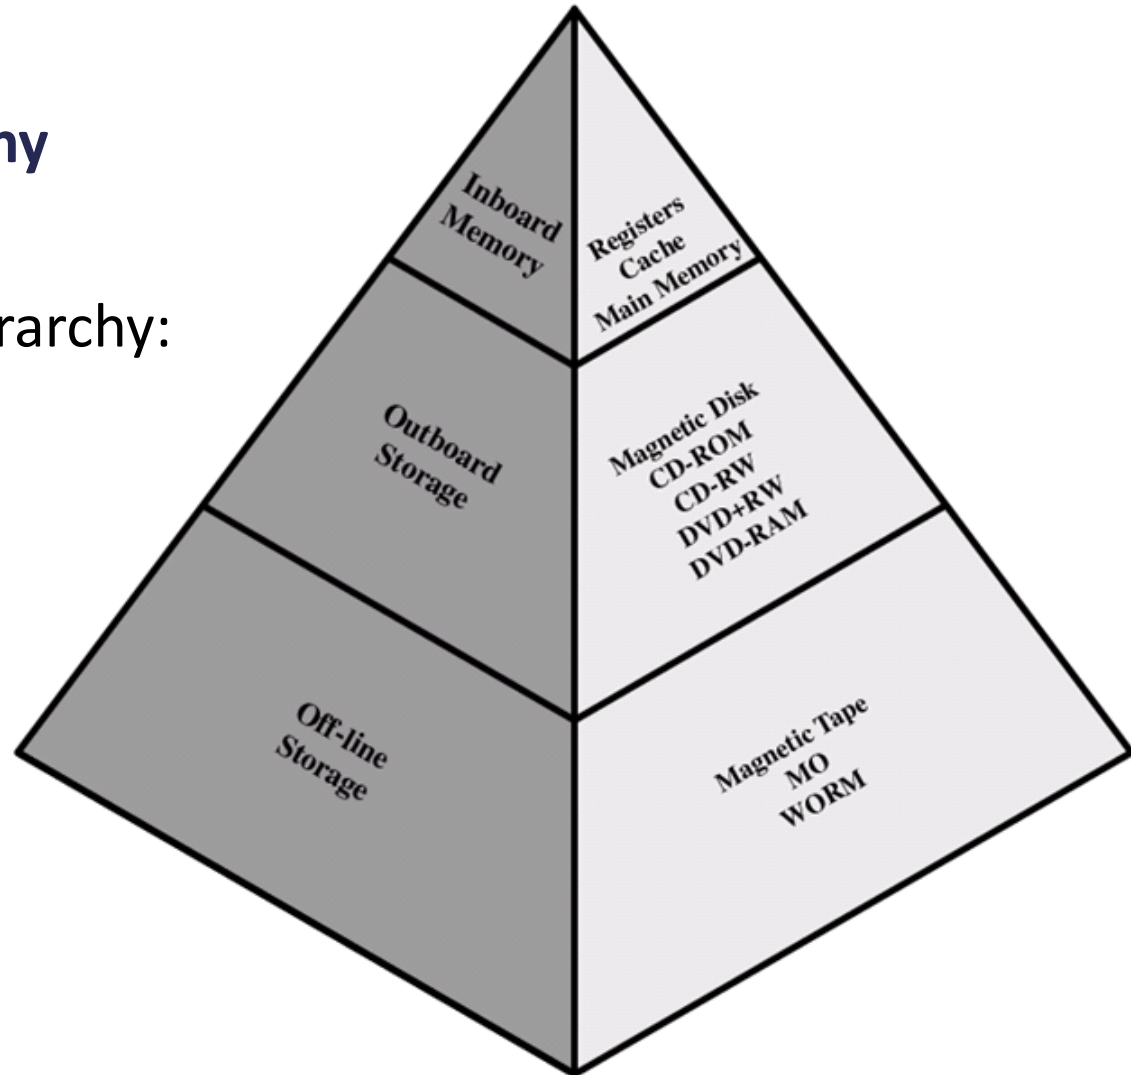 hy
rarchy:
Inboard
Memory
Registers
Cache
Main Memory
Outboard
Storage
Magnetic Disk
CD-ROM
CD-RW
DVD+RW
DVD-RAM
Off-line
Storage
Magnetic Tape
MO
WORM